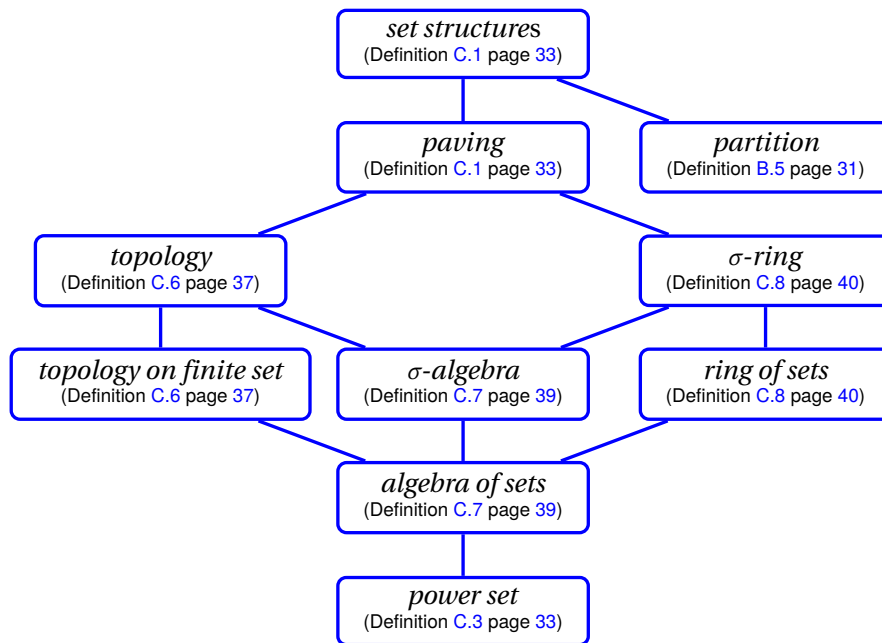 set structures
(Definition C.1 page 33)
paving
(Definition C.1 page 33)
partition
(Definition B.5 page 31)
topology
(Definition C.6 page 37)
σ-ring
(Definition C.8 page 40)
topology on finite set
(Definition C.6 page 37)
σ-algebra
(Definition C.7 page 39)
ring of sets
(Definition C.8 page 40)
algebra of sets
(Definition C.7 page 39)
power set
(Definition C.3 page 33)